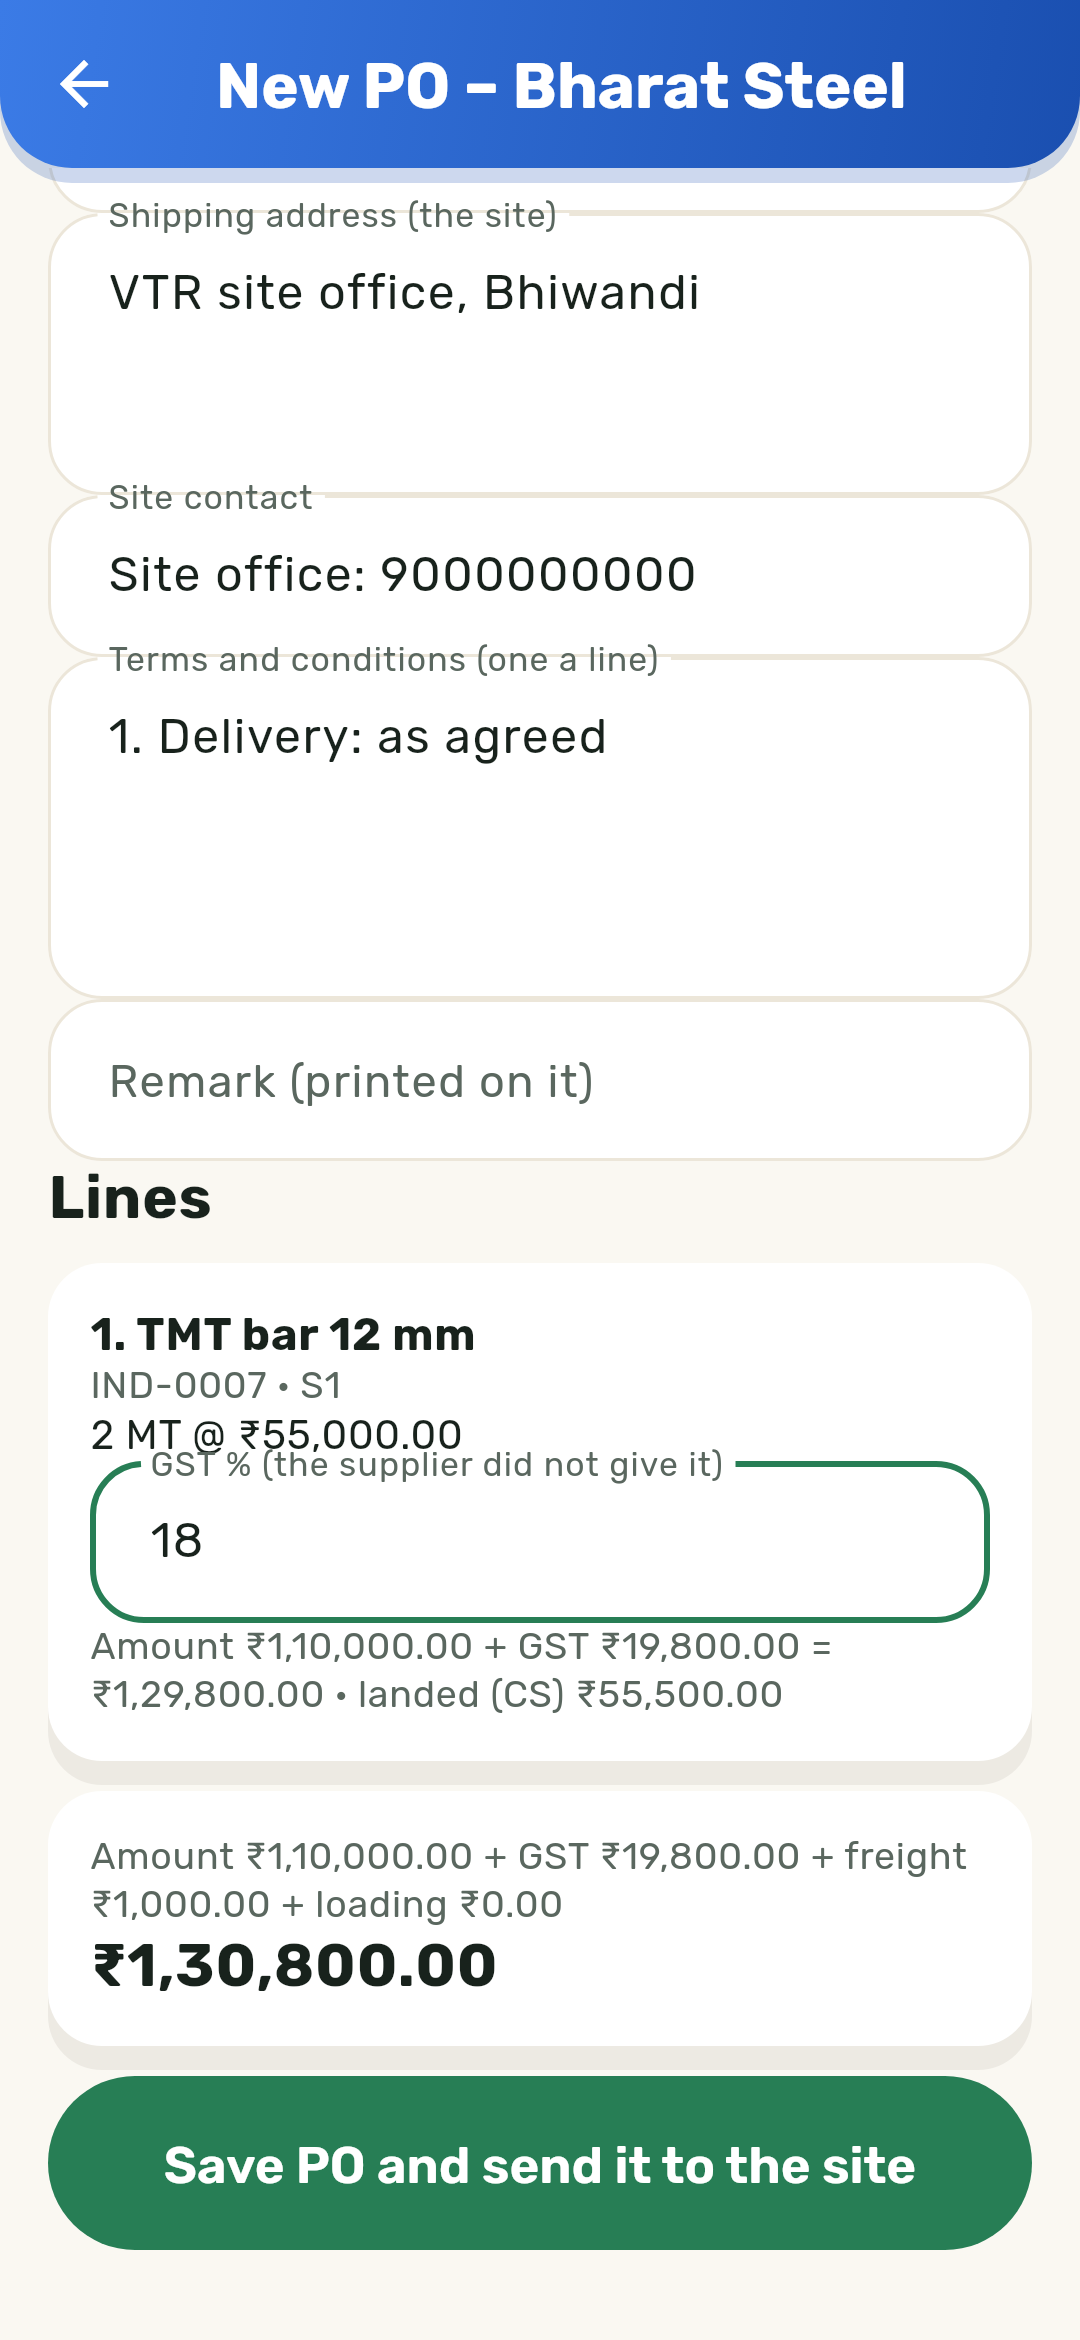 New PO – Bharat Steel
Shipping address (the site)
VTR site office, Bhiwandi
Site contact
Site office: 9000000000
Terms and conditions (one a line)
1. Delivery: as agreed
Remark (printed on it)
Lines
1. TMT bar 12 mm
IND-0007 • S1
2 MT @ ₹55,000.00
GST % (the supplier did not give it)
18
Amount ₹1,10,000.00 + GST ₹19,800.00 =
₹1,29,800.00 • landed (CS) ₹55,500.00
Amount ₹1,10,000.00 + GST ₹19,800.00 + freight
₹1,000.00 + loading ₹0.00
₹1,30,800.00
Save PO and send it to the site